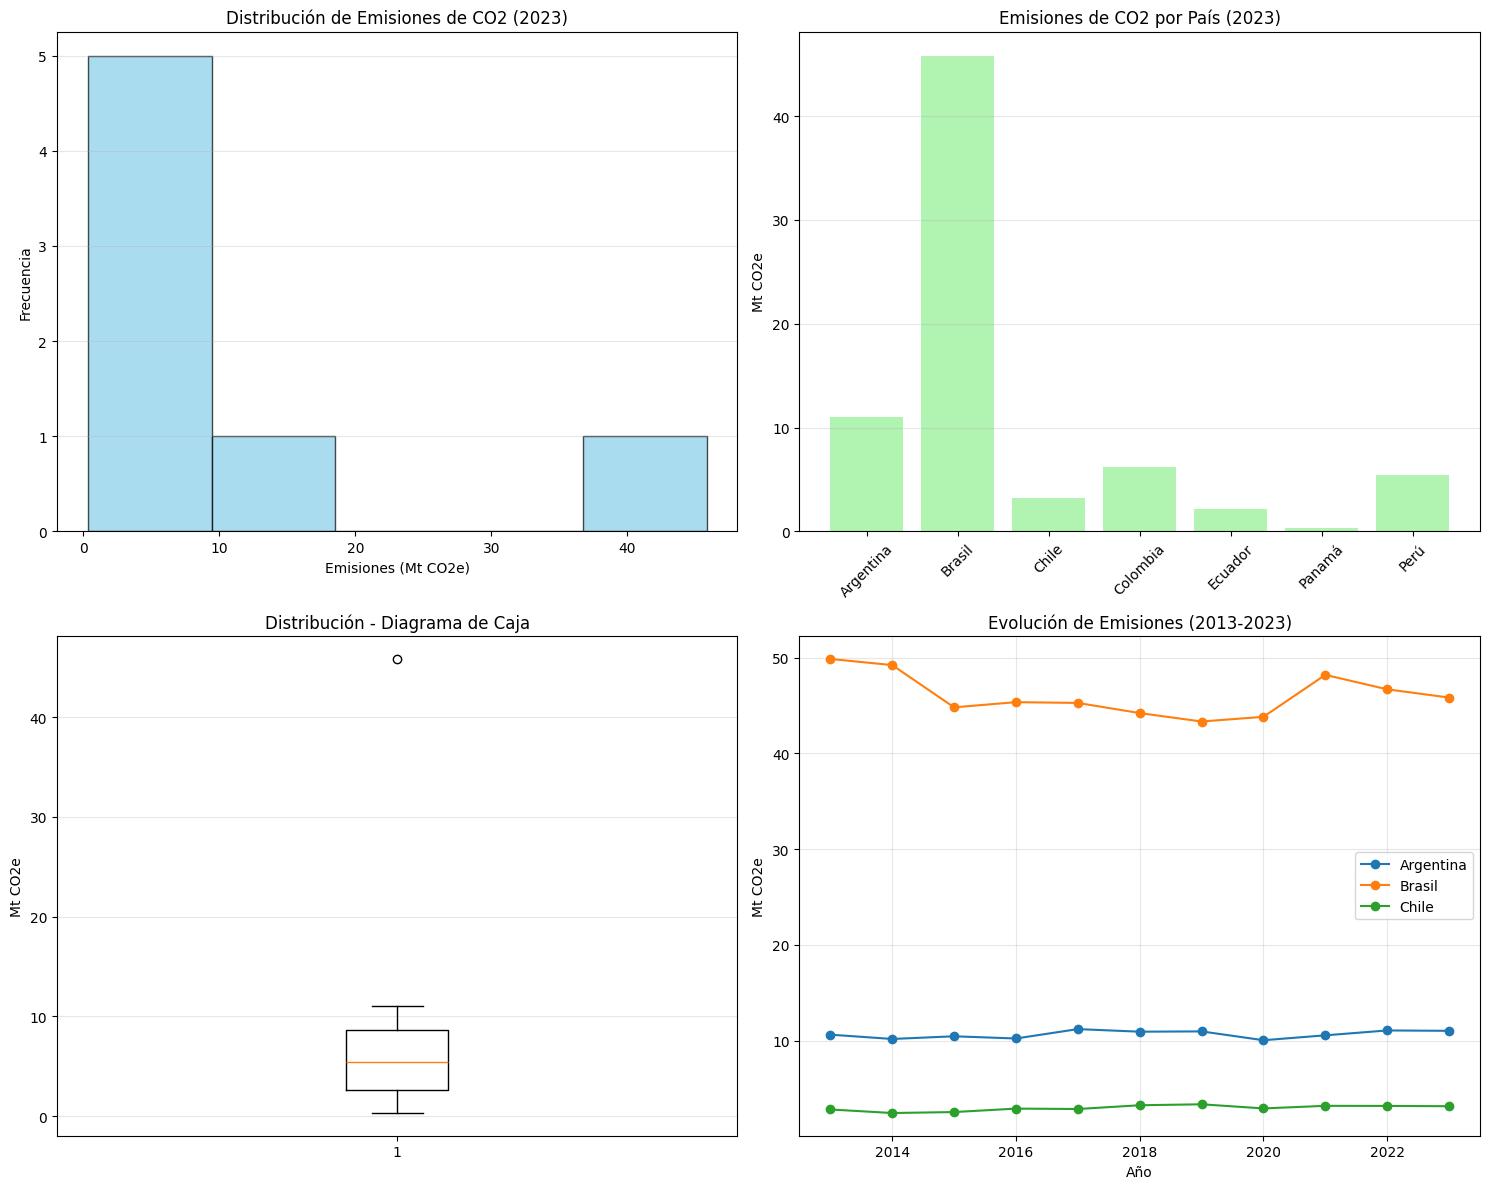 Distribución de Emisiones de CO2 (2023)
5
4
3
2
1
0
Frecuencia
0 10 20 30 40
Emisiones (Mt CO2e)
Emisiones de CO2 por País (2023)
40
30
20
10
0
Mt CO2e
Argentina Brasil Chile Colombia Ecuador Panamá Perú
Distribución - Diagrama de Caja
40
30
20
10
0
Mt CO2e
1
Evolución de Emisiones (2013-2023)
50
40
30
20
10
Mt CO2e
Argentina
Brasil
Chile
2014 2016 2018 2020 2022
Año